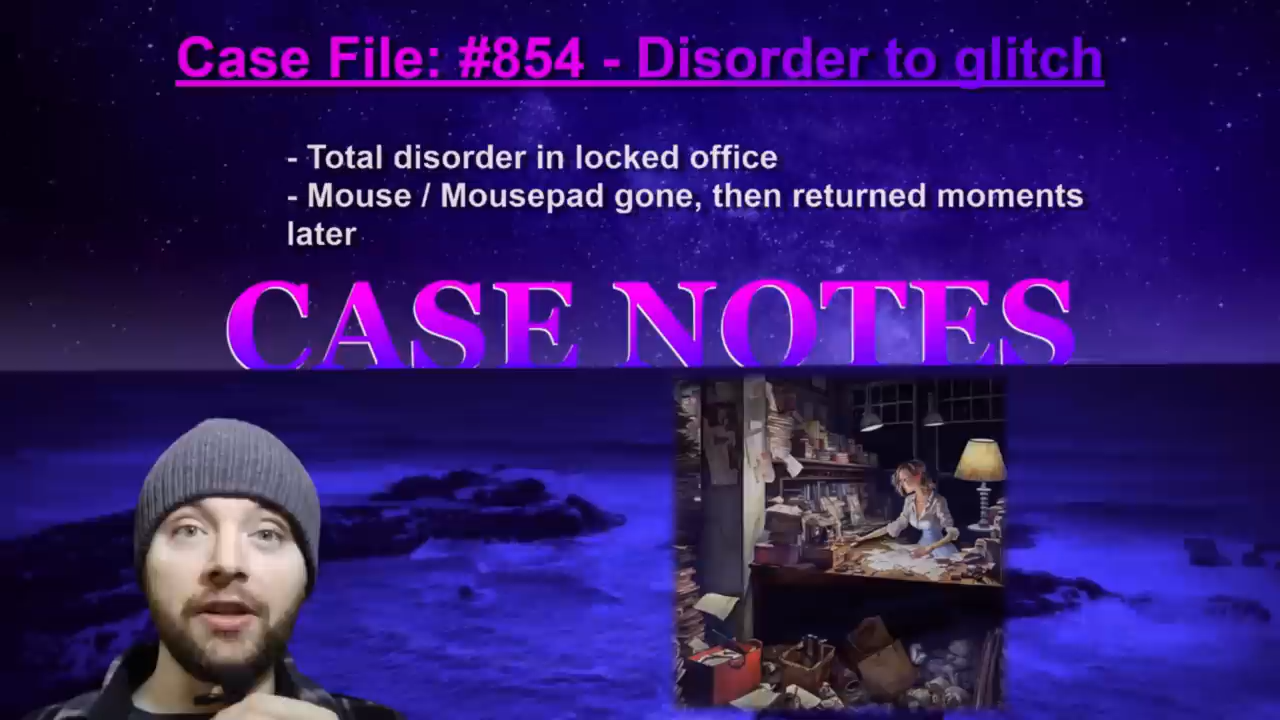 Case File: #854 - Disorder to glitch
- Total disorder in locked office
- Mouse / Mousepad gone, then returned moments
later
CASE NOTES